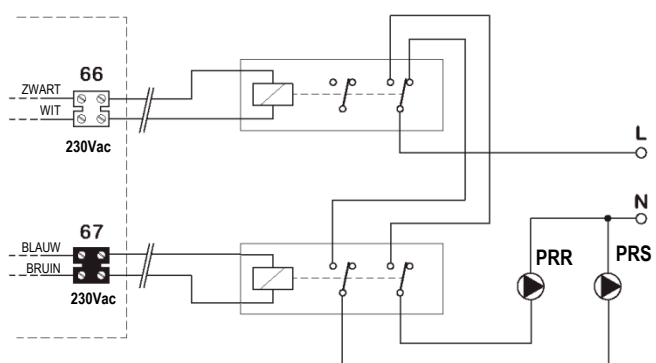 66
ZWART
WIT
230Vac
L
N
67
BLAUW
BRUIN
230Vac
PRR
PRS